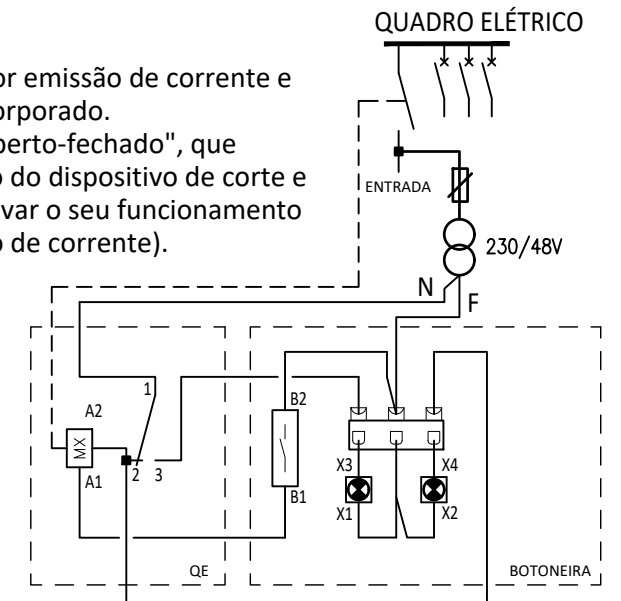 QUADRO ELÉTRICO
or emissão de corrente e
orporado.
perto-fechado", que
o do dispositivo de corte e
var o seu funcionamento
o de corrente).
ENTRADA
230/48V
N
F
1
A2
MX
A1
2 3
QE
B2
B1
X3
X1
X4
X2
BOTONEIRA